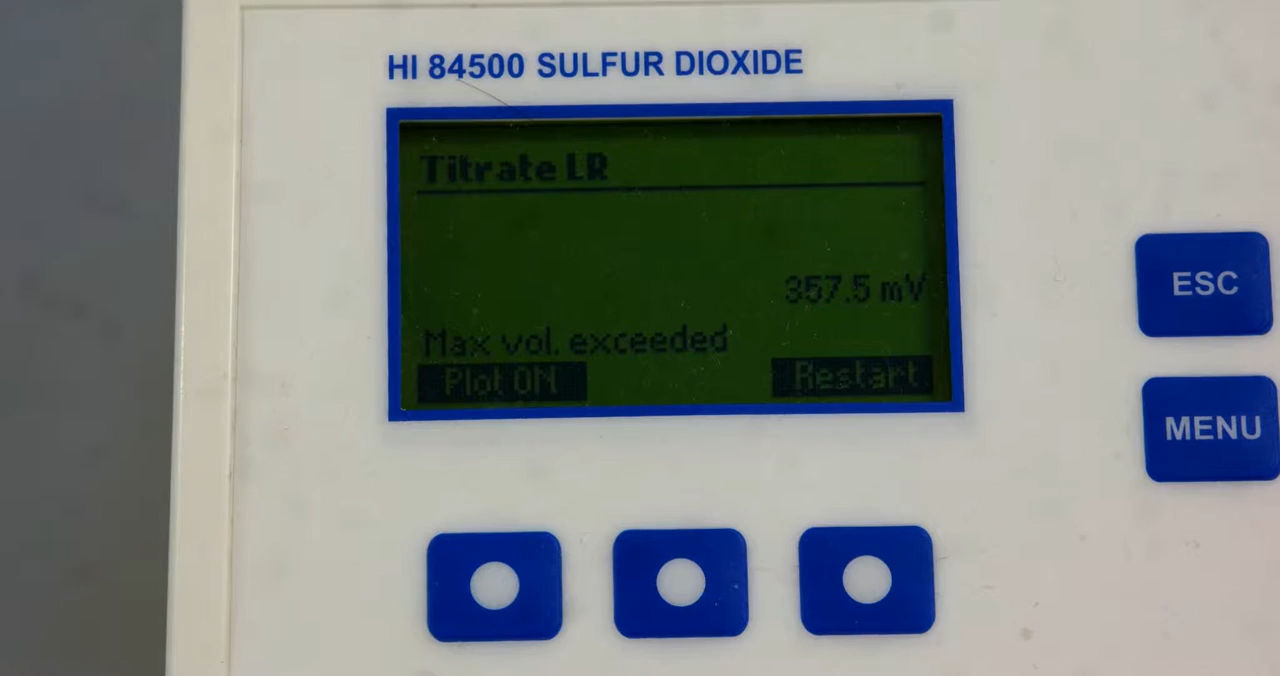 HI 84500 SULFUR DIOXIDE
Titrate LR
357.5 mV
Max vol. exceeded
Plot ON Restart
ESC
MENU